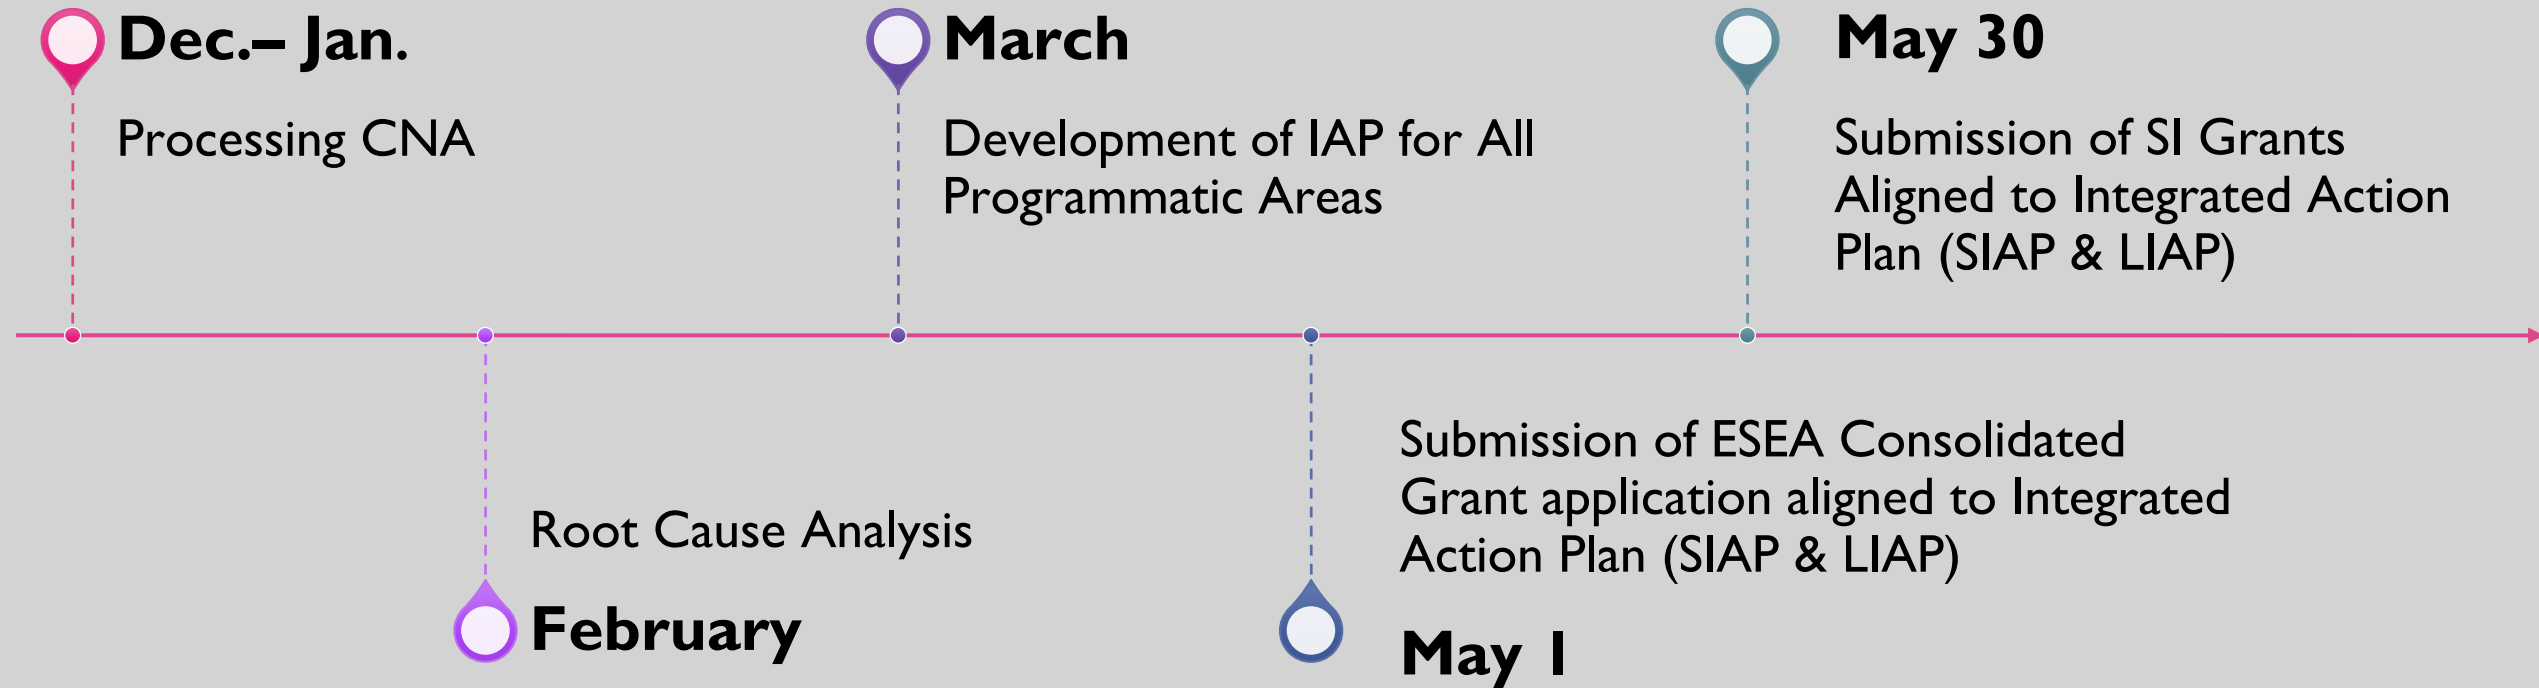 Dec.– Jan.
Processing CNA
Root Cause Analysis
February
March
Development of IAP for All
Programmatic Areas
Submission of ESEA Consolidated
Grant application aligned to Integrated
Action Plan (SIAP & LIAP)
May 1
May 30
Submission of SI Grants
Aligned to Integrated Action
Plan (SIAP & LIAP)